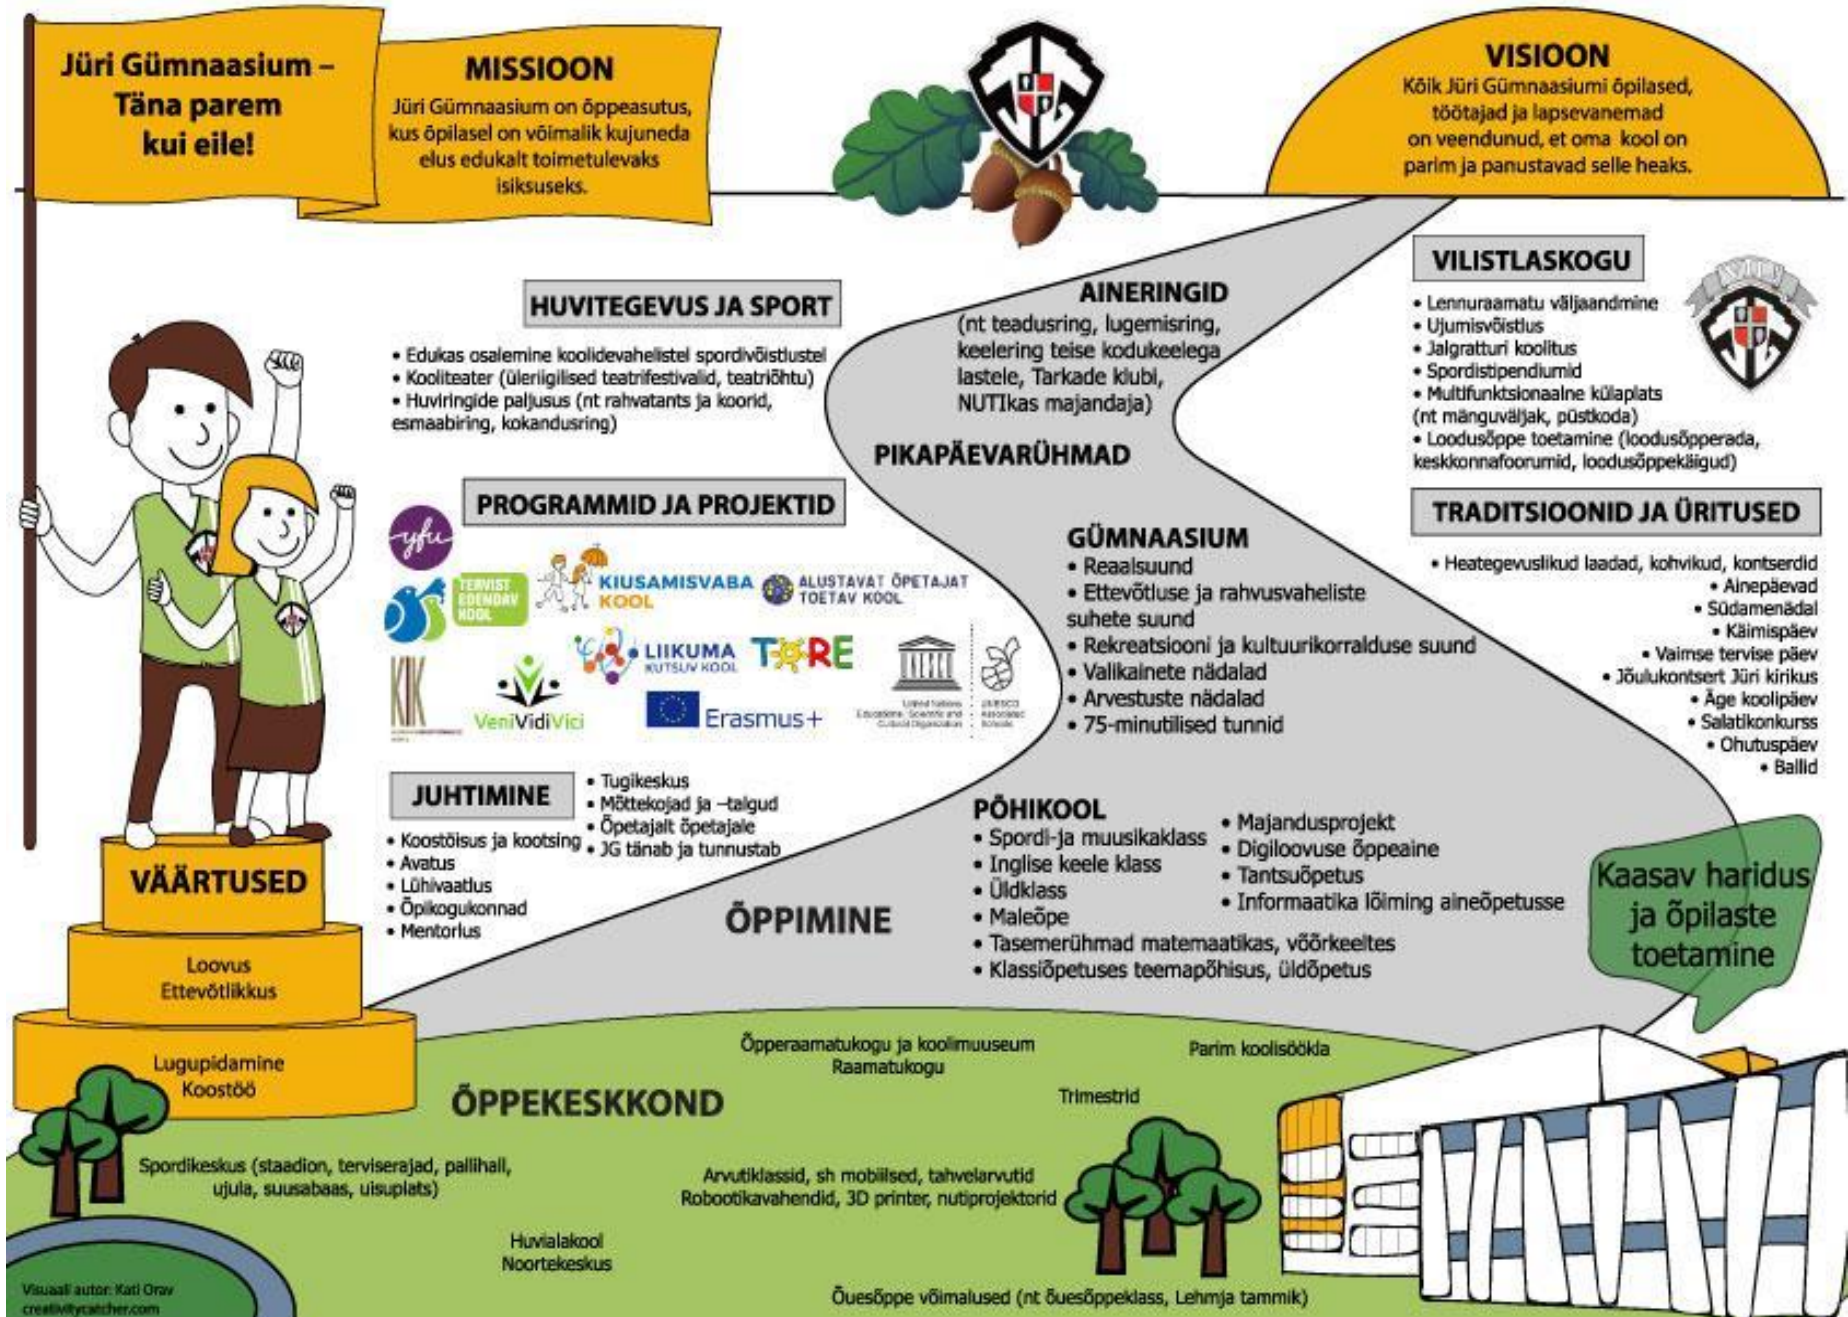 Jüri Gümnaasium –
Täna parem
kui eile!
MISSIOON
Jüri Gümnaasium on õppeasutus,
kus õpilasel on võimalik kujuneda
elus edukalt toimetulevaks
isiksuseks.
VISIOON
Kõik Jüri Gümnaasiumi õpilased,
töötajad ja lapsevanemad
on veendunud, et oma kool on
parim ja panustavad selle heaks.
HUVITEGEVUS JA SPORT
• Edukas osalemine koolidevahelistel spordivõistlustel
• Kooliteater (üleriigilised teatrifestivalid, teatriõhtu)
• Huviringide paljusus (nt rahvatants ja koorid,
esmaabiring, kokandusring)
AINERINGID
(nt teadusring, lugemisring,
keelering teise kodukeelega
lastele, Tarkade klubi,
NUTIkas majandaja)
PIKAPÄEVARÜHMAD
VILISTLASKOGU
• Lennuraamatu väljaandmine
• Ujumisvõistlus
• Jalgratturi koolitus
• Spordistipendiumid
• Multifunktsionaalne külaplats
(nt mänguväljak, püstkoda)
• Loodusõppe toetamine (loodusõpperada,
keskkonnafoorumid, loodusõppekäigud)
PROGRAMMID JA PROJEKTID
yfu
TERVIST
EDENDAV
KOOL
KIUSAMISVABA
KOOL
ALUSTAVAT ÕPETAJAT
TOETAV KOOL
LIIKUMA
KUTSUV KOOL
TORE
KIK
VeniVidiVici
Erasmus+
UNESCO
United Nations
Educational, Scientific and
Cultural Organization
UNESCO
Associated
Schools
GÜMNAASIUM
• Reaalsuund
• Ettevõtluse ja rahvusvaheliste
suhete suund
• Rekreatsiooni ja kultuurikorralduse suund
• Valikainete nädalad
• Arvestuste nädalad
• 75-minutilised tunnid
TRADITSIOONID JA ÜRITUSED
• Heategevuslikud laadad, kohvikud, kontserdid
• Ainepäevad
• Südamenädal
• Käimispäev
• Vaimse tervise päev
• Jõulukontsert Jüri kirikus
• Äge koolipäev
• Salatikonkurss
• Ohutuspäev
• Ballid
JUHTIMINE
• Koostöisus ja kootsing
• Avatus
• Lühivaatlus
• Õpikogukonnad
• Mentorlus
• Tugikeskus
• Mõttekojad ja –talgud
• Õpetajalt õpetajale
• JG tänab ja tunnustab
ÕPPIMINE
PÕHIKOOL
• Spordi-ja muusikaklass
• Inglise keele klass
• Üldklass
• Maleõpe
• Tasemerühmad matemaatikas, võõrkeeltes
• Klassiõpetuses teemapõhisus, üldõpetus
• Majandusprojekt
• Digiloovuse õppeaine
• Tantsuõpetus
• Informaatika lõiming aineõpetusse
Kaasav haridus
ja õpilaste
toetamine
VÄÄRTUSED
Loovus
Ettevõtlikkus
Lugupidamine
Koostöö
ÕPPEKESKKOND
Õpperaamatukogu ja koolimuuseum
Raamatukogu
Parim koolisöökla
Trimestrid
Spordikeskus (staadion, terviserajad, pallihall,
ujula, suusabaas, uisuplats)
Arvutiklassid, sh mobiilsed, tahvelarvutid
Robootikavahendid, 3D printer, nutiprojektorid
Huvialakool
Noortekeskus
Õuesõppe võimalused (nt õuesõppeklass, Lehmja tammik)
Visuaali autor: Kati Orav
creativitycatcher.com